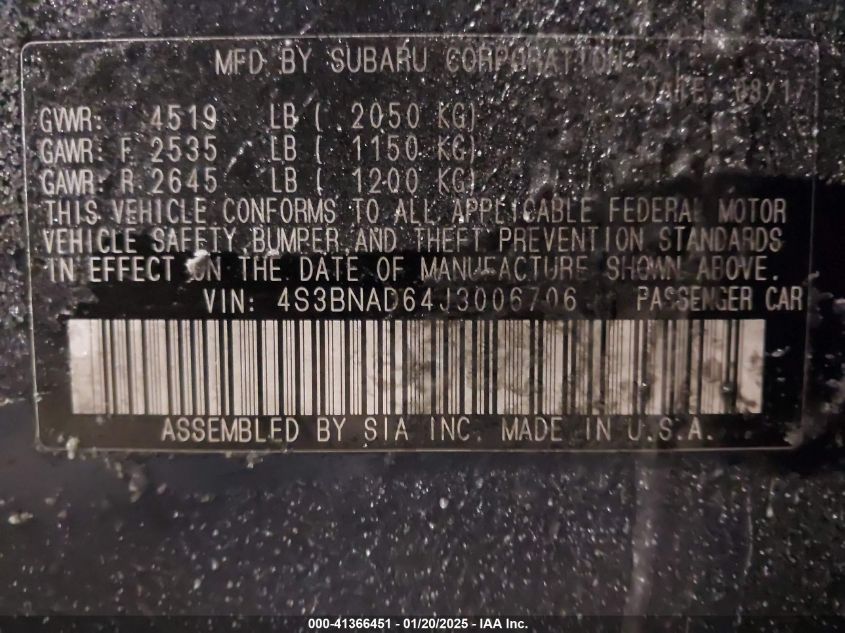 MFD BY SUBARU CORPORATION
DATE: 08/17
GVWR: 4519 LB ( 2050 KG)
GAWR: F 2535 LB ( 1150 KG)
GAWR: R 2645 LB ( 1200 KG)
THIS VEHICLE CONFORMS TO ALL APPLICABLE FEDERAL MOTOR
VEHICLE SAFETY, BUMPER, AND THEFT PREVENTION STANDARDS
IN EFFECT ON THE DATE OF MANUFACTURE SHOWN ABOVE.
VIN: 4S3BNAD64J3006706 PASSENGER CAR
ASSEMBLED BY SIA INC. MADE IN U.S.A.
000-41366451 - 01/20/2025 - IAA Inc.